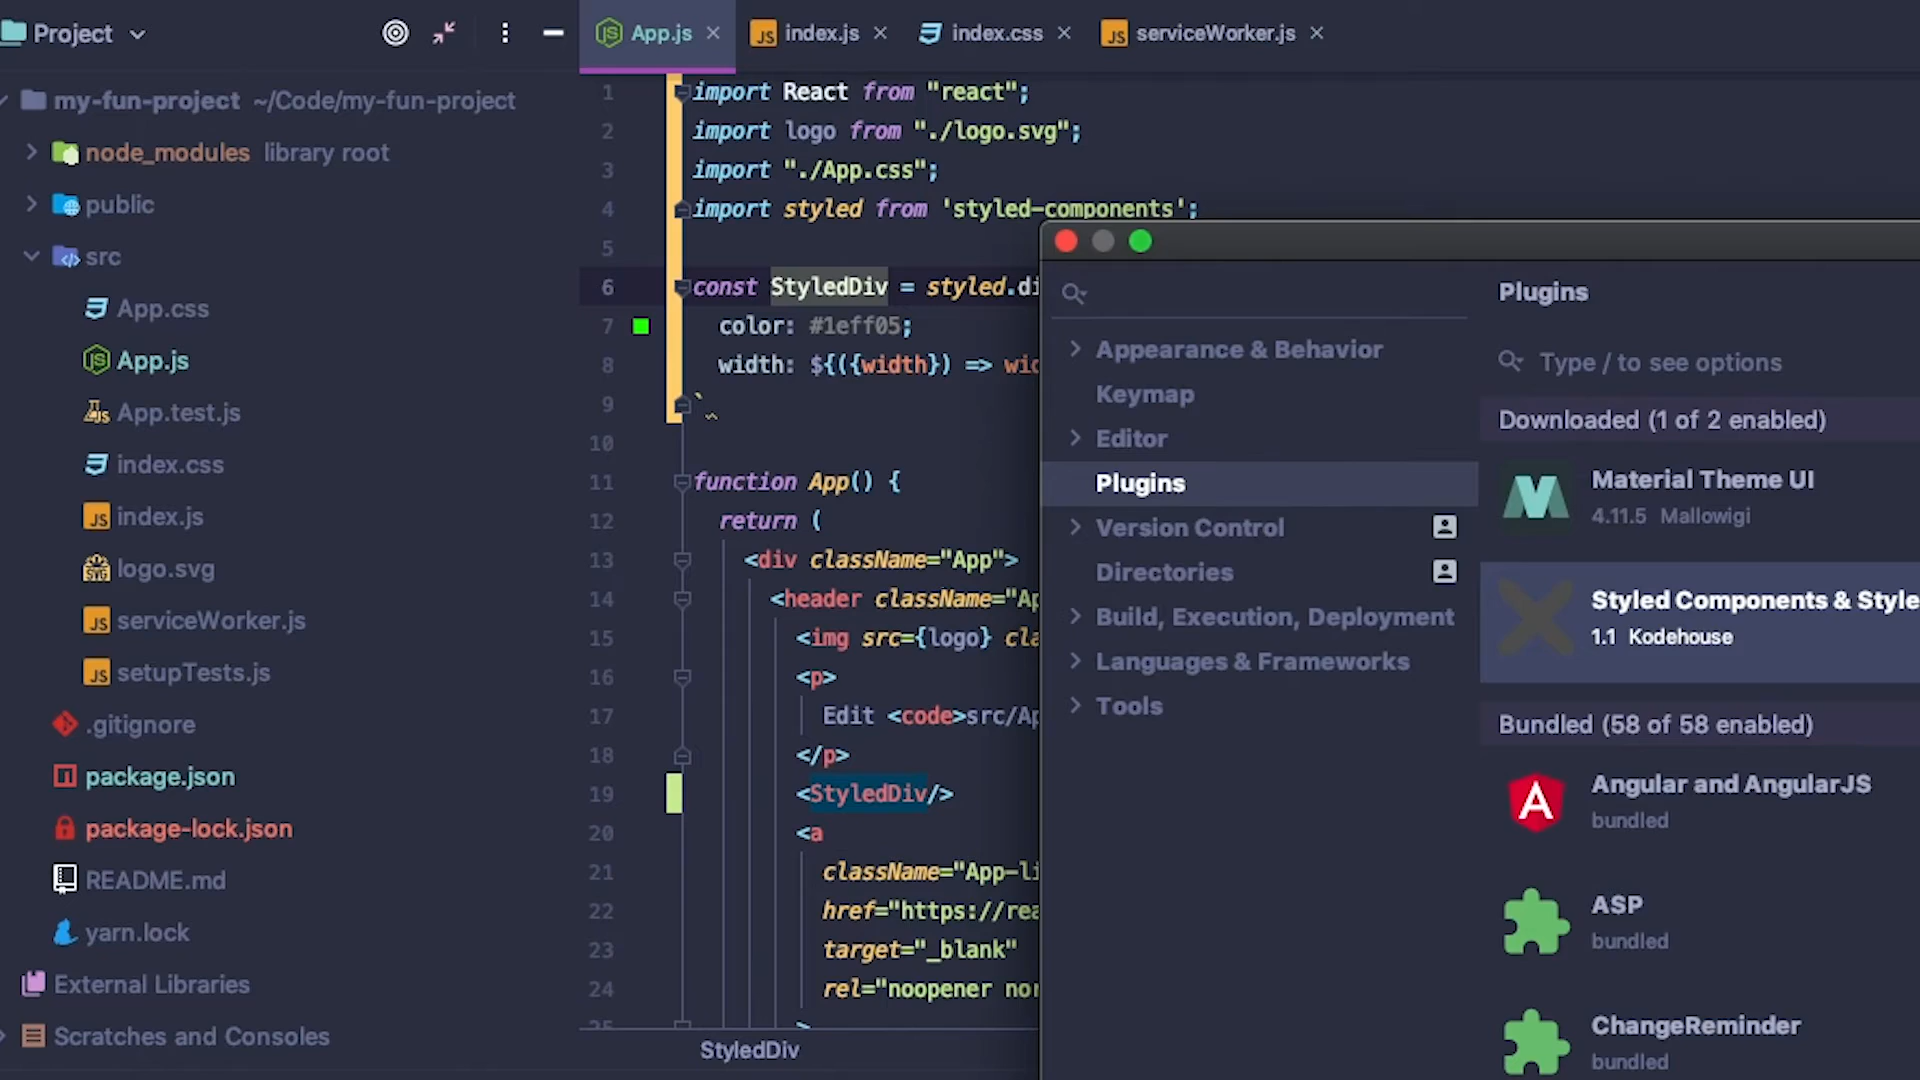 Project
App.js
index.js
index.css
serviceWorker.js
my-fun-project ~/Code/my-fun-project
node_modules library root
public
src
App.css
App.js
App.test.js
index.css
index.js
logo.svg
serviceWorker.js
setupTests.js
.gitignore
package.json
package-lock.json
README.md
yarn.lock
External Libraries
Scratches and Consoles
1 import React from "react";
2 import logo from "./logo.svg";
3 import "./App.css";
4 import styled from 'styled-components';
5
6 const StyledDiv = styled.di
7 color: #1eff05;
8 width: ${({width}) => wid
9 `
10
11 function App() {
12 return (
13 <div className="App">
14 <header className="Ap
15 <img src={logo} cla
16 <p>
17 Edit <code>src/Ap
18 </p>
19 <StyledDiv/>
20 <a
21 className="App-li
22 href="https://rea
23 target="_blank"
24 rel="noopener nor
25 >
StyledDiv
Appearance & Behavior
Keymap
Editor
Plugins
Version Control
Directories
Build, Execution, Deployment
Languages & Frameworks
Tools
Plugins
Type / to see options
Downloaded (1 of 2 enabled)
Material Theme UI
4.11.5 Mallowigi
Styled Components & Style
1.1 Kodehouse
Bundled (58 of 58 enabled)
Angular and AngularJS
bundled
ASP
bundled
ChangeReminder
bundled